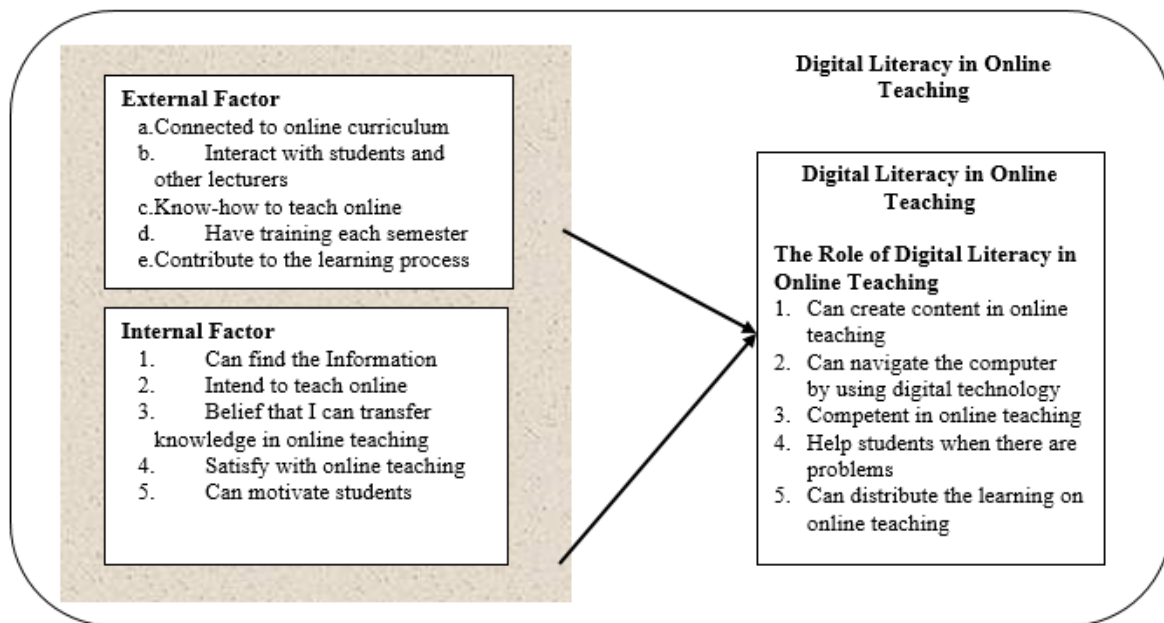 External Factor
a.Connected to online curriculum
b. Interact with students and
other lecturers
c.Know-how to teach online
d. Have training each semester
e.Contribute to the learning process
Internal Factor
1. Can find the Information
2. Intend to teach online
3. Belief that I can transfer
knowledge in online teaching
4. Satisfy with online teaching
5. Can motivate students
Digital Literacy in Online
Teaching
Digital Literacy in Online
Teaching
The Role of Digital Literacy in
Online Teaching
1. Can create content in online
teaching
2. Can navigate the computer
by using digital technology
3. Competent in online teaching
4. Help students when there are
problems
5. Can distribute the learning on
online teaching